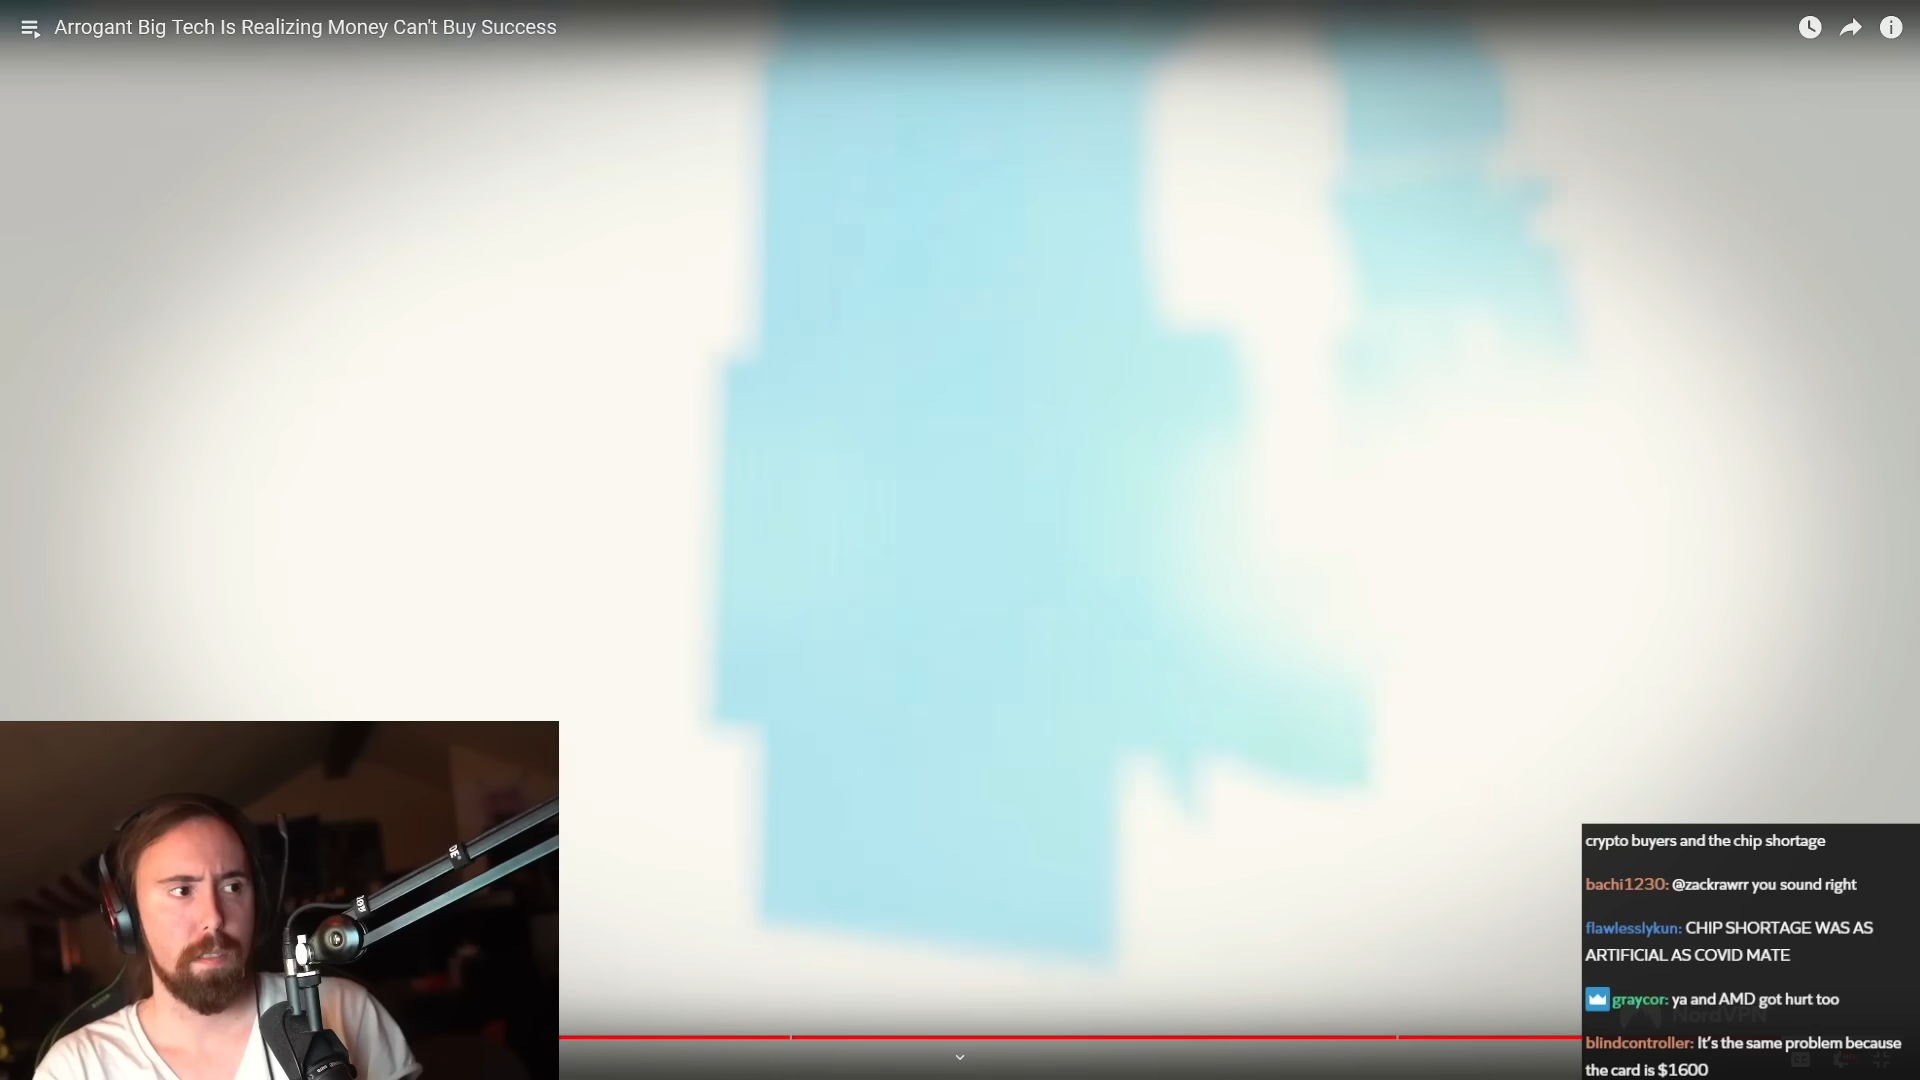 Arrogant Big Tech Is Realizing Money Can't Buy Success
crypto buyers and the chip shortage
bachi1230: @zackrawrr you sound right
flawlesslykun: CHIP SHORTAGE WAS AS
ARTIFICIAL AS COVID MATE
graycor: ya and AMD got hurt too
NordVPN
blindcontroller: It's the same problem because
the card is $1600